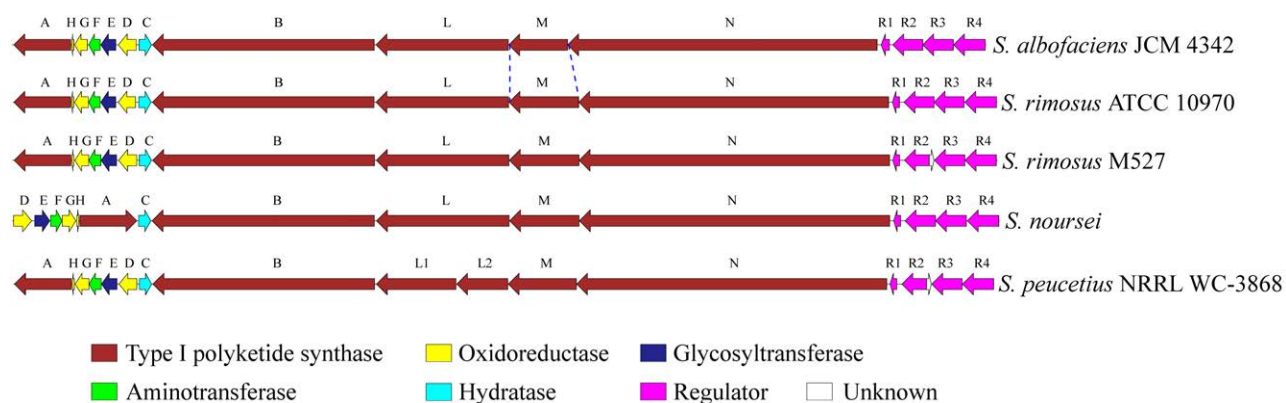 A H G F E D C B L M N R1 R2 R3 R4
S. albofaciens JCM 4342
A H G F E D C B L M N R1 R2 R3 R4
S. rimosus ATCC 10970
A H G F E D C B L M N R1 R2 R3 R4
S. rimosus M527
D E F G H A C B L M N R1 R2 R3 R4
S. noursei
A H G F E D C B L1 L2 M N R1 R2 R3 R4
S. peucetius NRRL WC-3868
Type I polyketide synthase Oxidoreductase Glycosyltransferase
Aminotransferase Hydratase Regulator Unknown